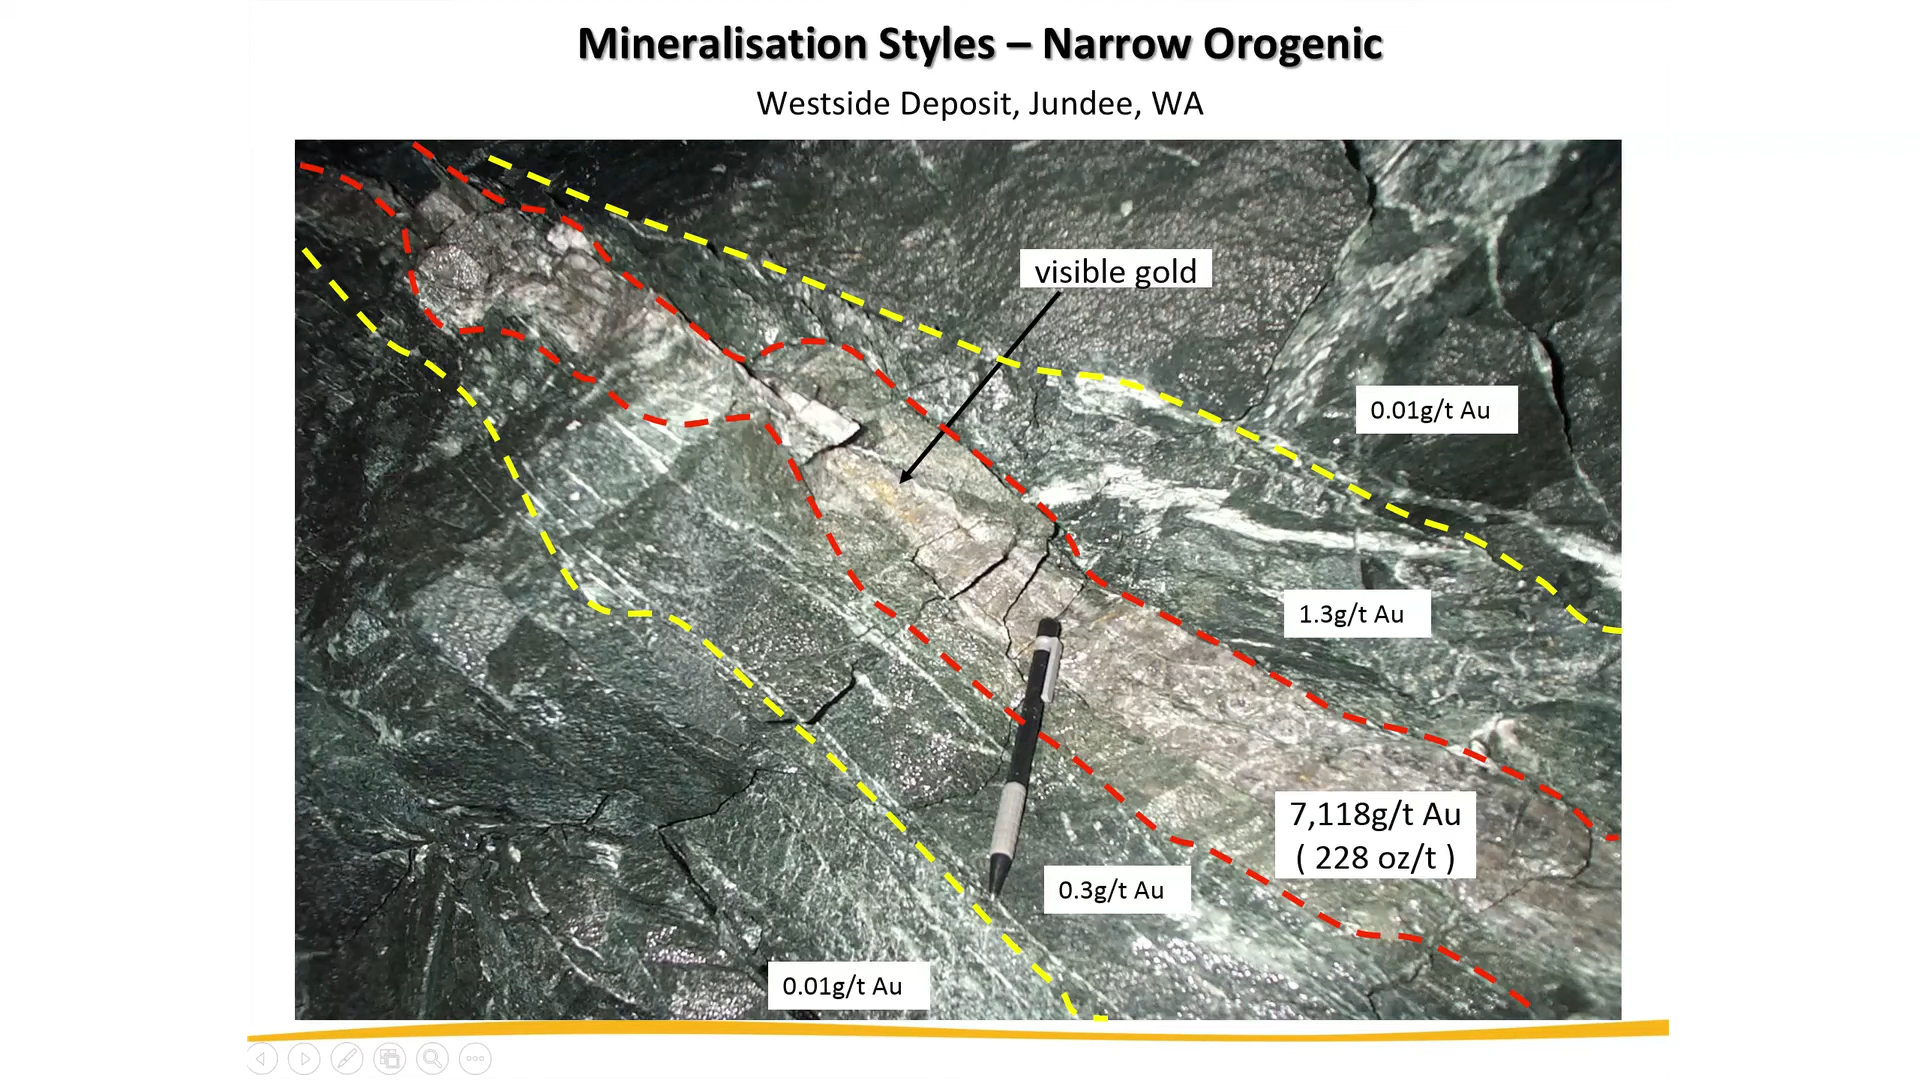 Mineralisation Styles – Narrow Orogenic
Westside Deposit, Jundee, WA
visible gold
0.01g/t Au
1.3g/t Au
7,118g/t Au
( 228 oz/t )
0.3g/t Au
0.01g/t Au